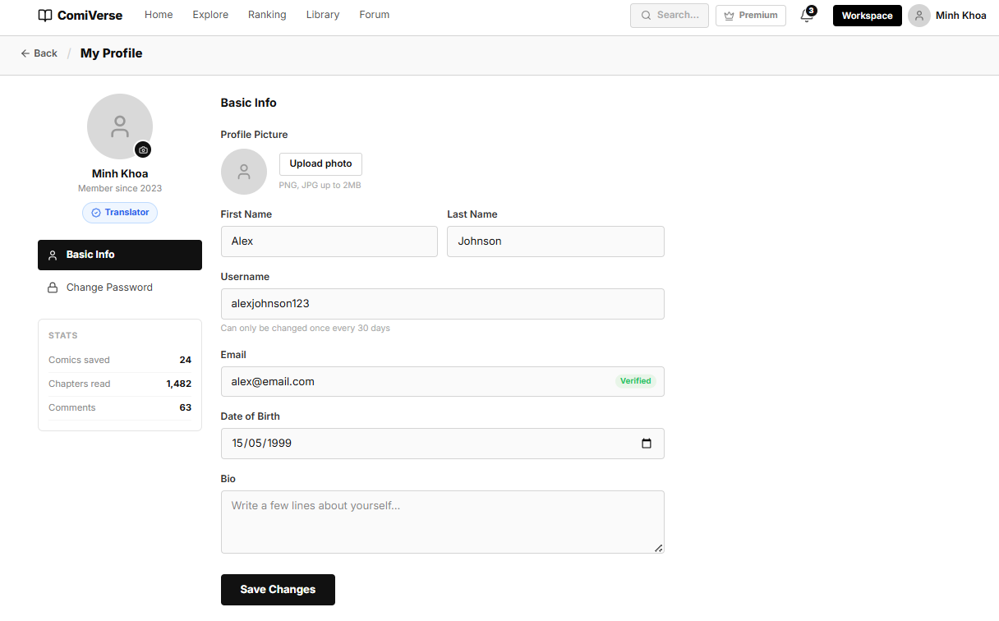 ComiVerse Home Explore Ranking Library Forum Search... Premium 3 Workspace Minh Khoa
Back / My Profile
Minh Khoa
Member since 2023
Translator
Basic Info
Change Password
STATS
Comics saved 24
Chapters read 1,482
Comments 63
Basic Info
Profile Picture
Upload photo
PNG, JPG up to 2MB
First Name Last Name
Alex Johnson
Username
alexjohnson123
Can only be changed once every 30 days
Email
alex@email.com Verified
Date of Birth
15/05/1999
Bio
Write a few lines about yourself...
Save Changes